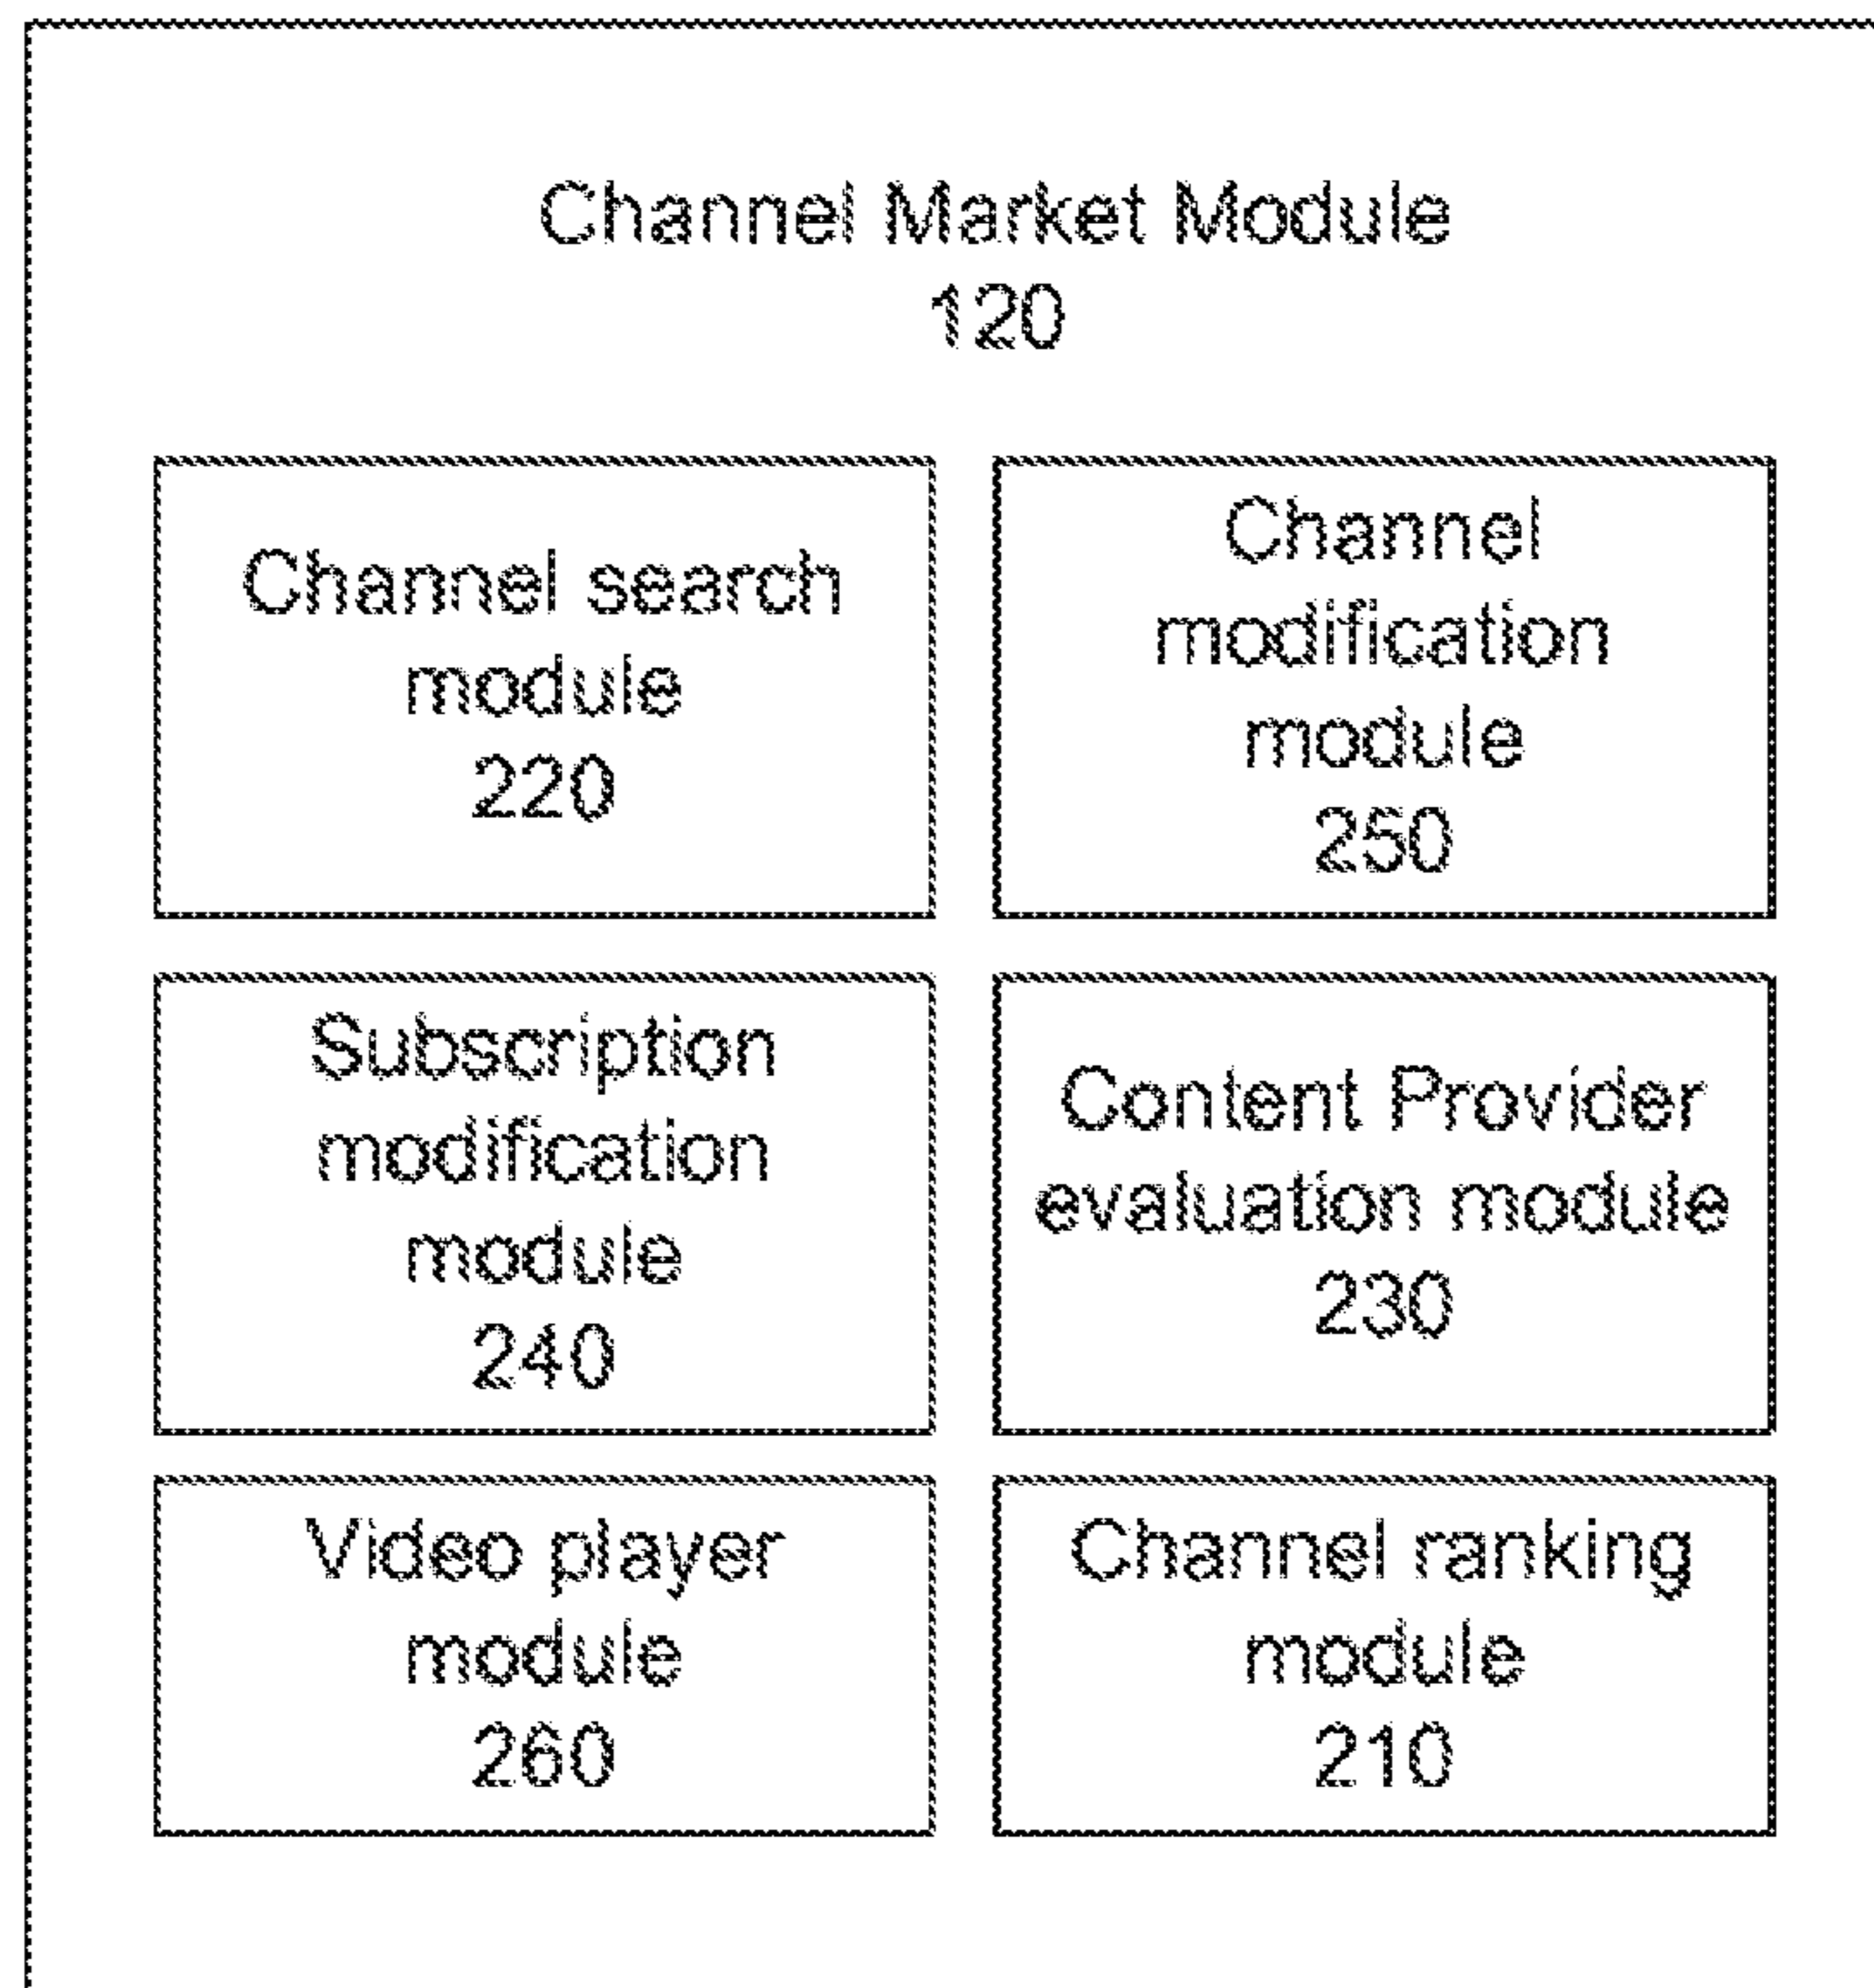 Channel Market Module
120
Channel search
module
220
Channel
modification
module
250
Subscription
modification
module
240
Content Provider
evaluation module
230
Video player
module
260
Channel ranking
module
210